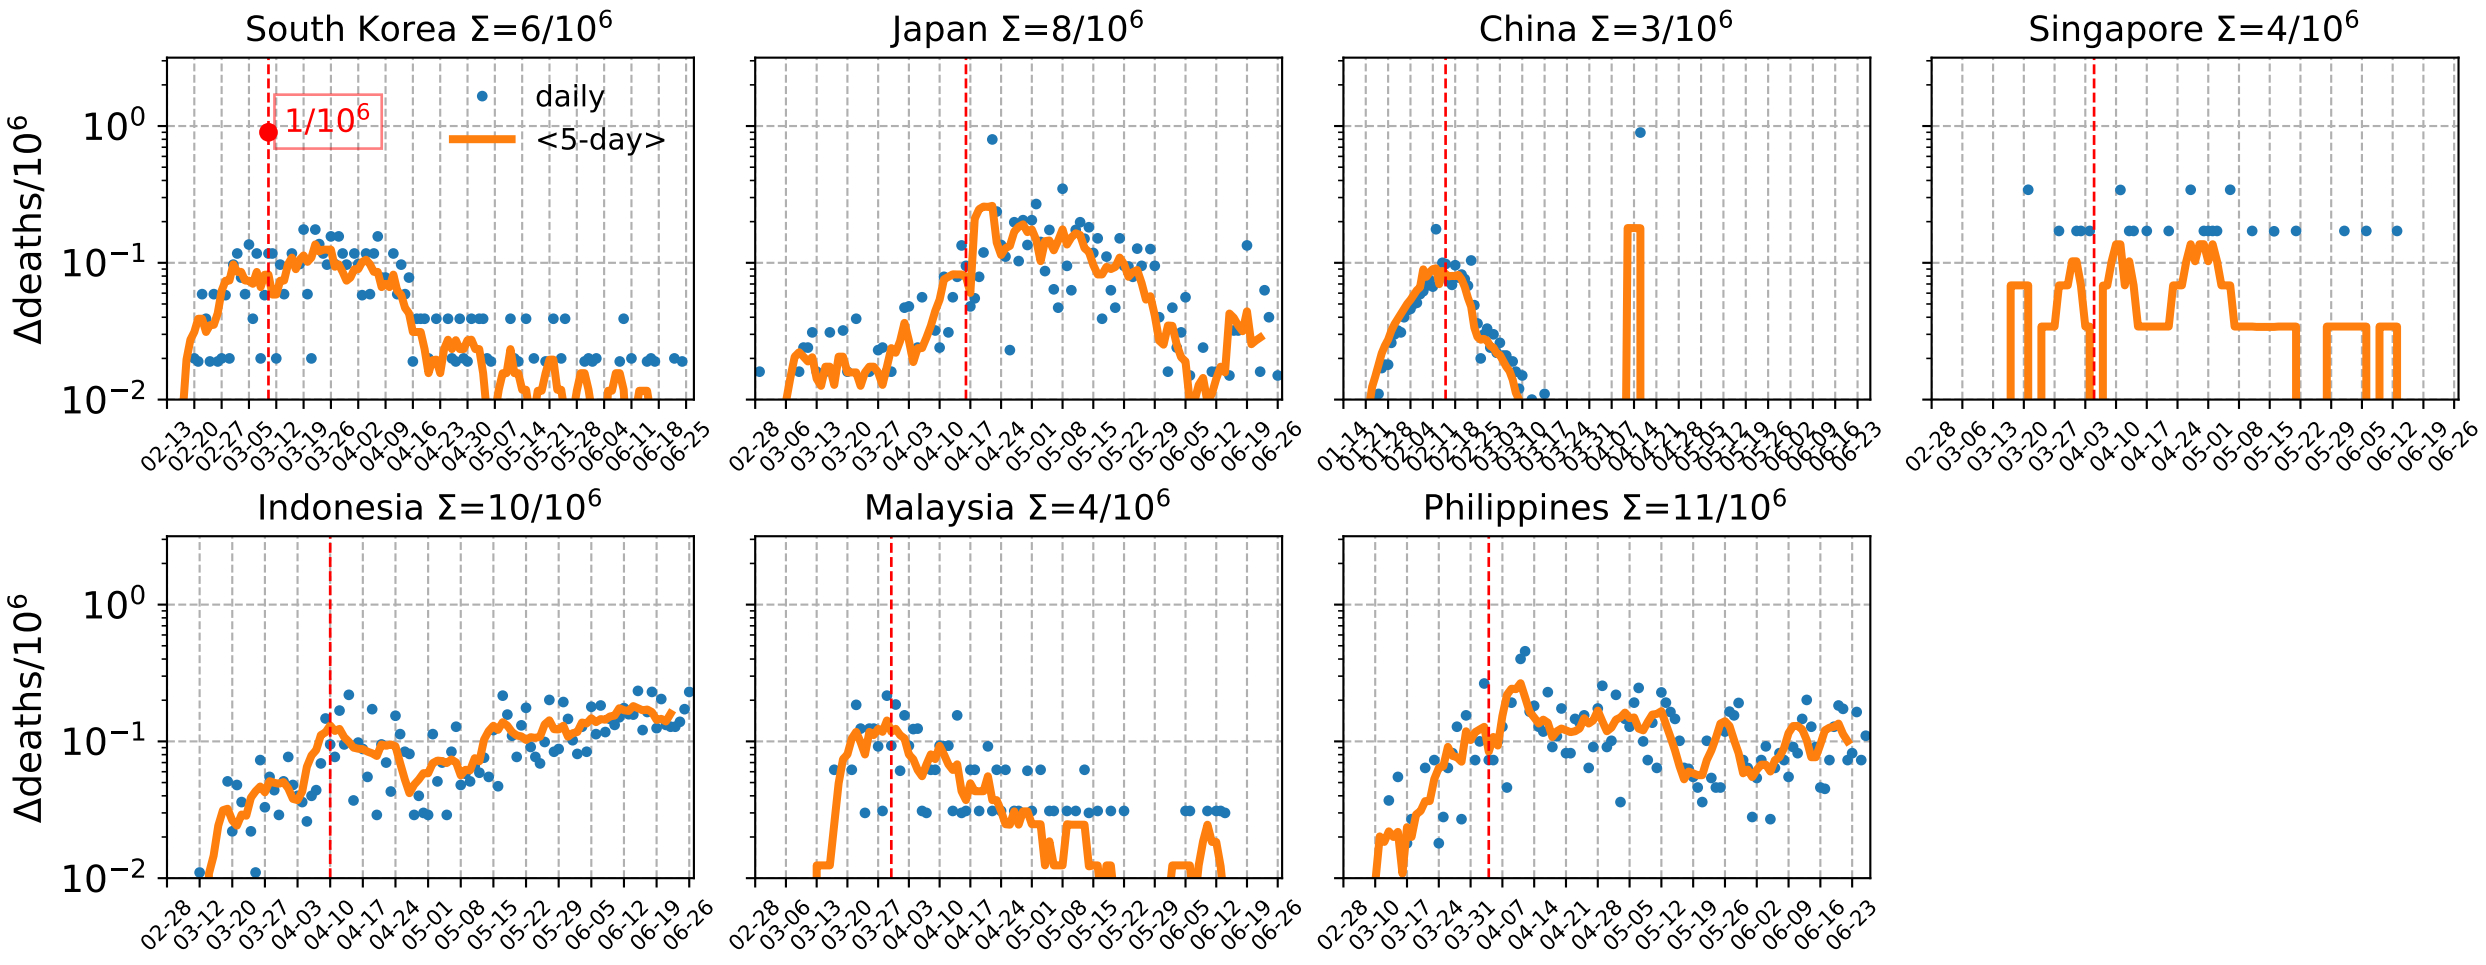 South Korea Σ=6/10⁶
Japan Σ=8/10⁶
China Σ=3/10⁶
Singapore Σ=4/10⁶
Δdeaths/10⁶
10⁰
10⁻¹
10⁻²
1/10⁶
daily
<5-day>
02-13 02-20 02-27 03-05 03-12 03-19 03-26 04-02 04-09 04-16 04-23 04-30 05-07 05-14 05-21 05-28 06-04 06-11 06-18 06-25
02-28 03-06 03-13 03-20 03-27 04-03 04-10 04-17 04-24 05-01 05-08 05-15 05-22 05-29 06-05 06-12 06-19 06-26
01-14 01-21 01-28 02-04 02-11 02-18 02-25 03-03 03-10 03-17 03-24 03-31 04-07 04-14 04-21 04-28 05-05 05-12 05-19 05-26 06-02 06-09 06-16 06-23
02-28 03-06 03-13 03-20 03-27 04-03 04-10 04-17 04-24 05-01 05-08 05-15 05-22 05-29 06-05 06-12 06-19 06-26
Indonesia Σ=10/10⁶
Malaysia Σ=4/10⁶
Philippines Σ=11/10⁶
Δdeaths/10⁶
10⁰
10⁻¹
10⁻²
02-28 03-12 03-20 03-27 04-03 04-10 04-17 04-24 05-01 05-08 05-15 05-22 05-29 06-05 06-12 06-19 06-26
02-28 03-06 03-13 03-20 03-27 04-03 04-10 04-17 04-24 05-01 05-08 05-15 05-22 05-29 06-05 06-12 06-19 06-26
02-28 03-10 03-17 03-24 03-31 04-07 04-14 04-21 04-28 05-05 05-12 05-19 05-26 06-02 06-09 06-16 06-23